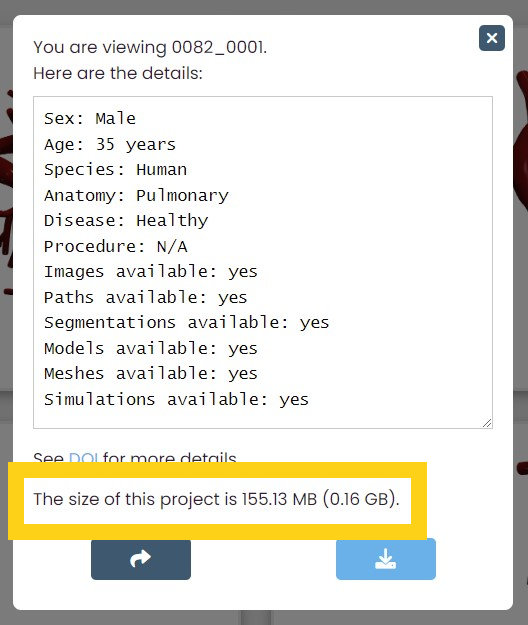 You are viewing 0082_0001.
Here are the details:
Sex: Male
Age: 35 years
Species: Human
Anatomy: Pulmonary
Disease: Healthy
Procedure: N/A
Images available: yes
Paths available: yes
Segmentations available: yes
Models available: yes
Meshes available: yes
Simulations available: yes
See DOI for more details
The size of this project is 155.13 MB (0.16 GB).